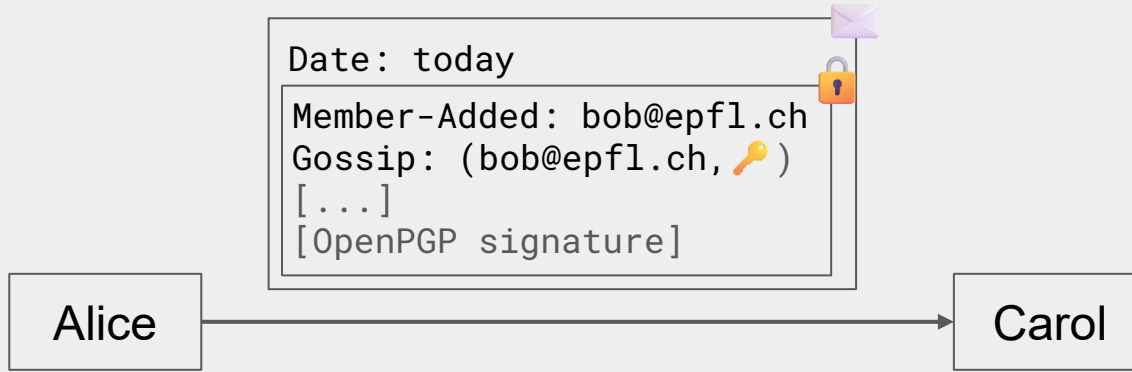 Date: today
Member-Added: bob@epfl.ch
Gossip: (bob@epfl.ch,🔑)
[...]
[OpenPGP signature]
Alice
Carol